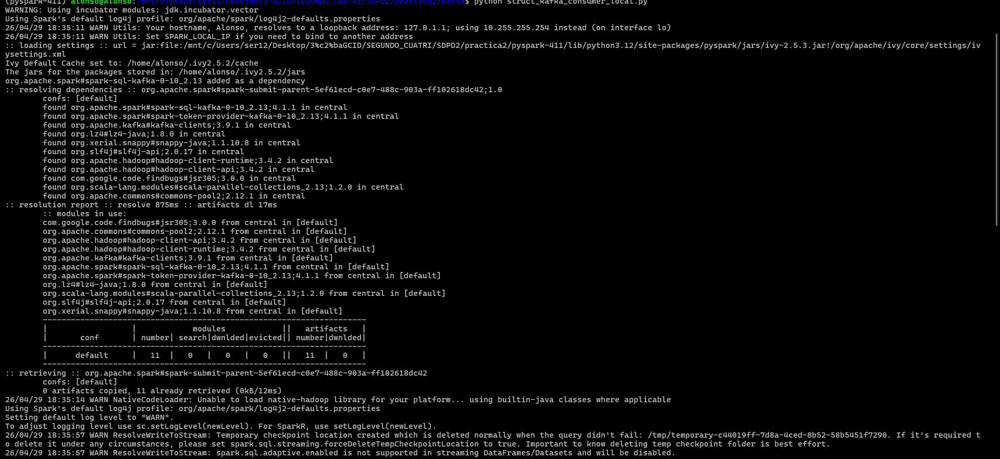 (pyspark-411) alonso@Alonso:/mnt/c/Users/ser12/Desktop/3ºGCID/SEGUNDO_CUATRI/SDPD2/practica2/Kafka$ python struct_kafka_consumer_local.py
WARNING: Using incubator modules: jdk.incubator.vector
Using Spark's default log4j profile: org/apache/spark/log4j2-defaults.properties
26/04/29 18:35:11 WARN Utils: Your hostname, Alonso, resolves to a loopback address: 127.0.1.1; using 10.255.255.254 instead (on interface lo)
26/04/29 18:35:11 WARN Utils: Set SPARK_LOCAL_IP if you need to bind to another address
:: loading settings :: url = jar:file:/mnt/c/Users/ser12/Desktop/3%c2%baGCID/SEGUNDO_CUATRI/SDPD2/practica2/pyspark-411/lib/python3.12/site-packages/pyspark/jars/ivy-2.5.3.jar!/org/apache/ivy/core/settings/iv
ysettings.xml
Ivy Default Cache set to: /home/alonso/.ivy2.5.2/cache
The jars for the packages stored in: /home/alonso/.ivy2.5.2/jars
org.apache.spark#spark-sql-kafka-0-10_2.13 added as a dependency
:: resolving dependencies :: org.apache.spark#spark-submit-parent-5ef61ecd-c0e7-488c-903a-ff102618dc42;1.0
confs: [default]
found org.apache.spark#spark-sql-kafka-0-10_2.13;4.1.1 in central
found org.apache.spark#spark-token-provider-kafka-0-10_2.13;4.1.1 in central
found org.apache.kafka#kafka-clients;3.9.1 in central
found org.lz4#lz4-java;1.8.0 in central
found org.xerial.snappy#snappy-java;1.1.10.8 in central
found org.slf4j#slf4j-api;2.0.17 in central
found org.apache.hadoop#hadoop-client-runtime;3.4.2 in central
found org.apache.hadoop#hadoop-client-api;3.4.2 in central
found com.google.code.findbugs#jsr305;3.0.0 in central
found org.scala-lang.modules#scala-parallel-collections_2.13;1.2.0 in central
found org.apache.commons#commons-pool2;2.12.1 in central
:: resolution report :: resolve 875ms :: artifacts dl 17ms
:: modules in use:
com.google.code.findbugs#jsr305;3.0.0 from central in [default]
org.apache.commons#commons-pool2;2.12.1 from central in [default]
org.apache.hadoop#hadoop-client-api;3.4.2 from central in [default]
org.apache.hadoop#hadoop-client-runtime;3.4.2 from central in [default]
org.apache.kafka#kafka-clients;3.9.1 from central in [default]
org.apache.spark#spark-sql-kafka-0-10_2.13;4.1.1 from central in [default]
org.apache.spark#spark-token-provider-kafka-0-10_2.13;4.1.1 from central in [default]
org.lz4#lz4-java;1.8.0 from central in [default]
org.scala-lang.modules#scala-parallel-collections_2.13;1.2.0 from central in [default]
org.slf4j#slf4j-api;2.0.17 from central in [default]
org.xerial.snappy#snappy-java;1.1.10.8 from central in [default]
---------------------------------------------------------------------
|                  |            modules            ||   artifacts   |
|       conf       | number| search|dwnlded|evicted|| number|dwnlded|
---------------------------------------------------------------------
|      default     |   11  |   0   |   0   |   0   ||   11  |   0   |
---------------------------------------------------------------------
:: retrieving :: org.apache.spark#spark-submit-parent-5ef61ecd-c0e7-488c-903a-ff102618dc42
confs: [default]
0 artifacts copied, 11 already retrieved (0kB/12ms)
26/04/29 18:35:14 WARN NativeCodeLoader: Unable to load native-hadoop library for your platform... using builtin-java classes where applicable
Using Spark's default log4j profile: org/apache/spark/log4j2-defaults.properties
Setting default log level to "WARN".
To adjust logging level use sc.setLogLevel(newLevel). For SparkR, use setLogLevel(newLevel).
26/04/29 18:35:57 WARN ResolveWriteToStream: Temporary checkpoint location created which is deleted normally when the query didn't fail: /tmp/temporary-c44019ff-7d8a-4ced-8b52-58b5451f7290. If it's required t
o delete it under any circumstances, please set spark.sql.streaming.forceDeleteTempCheckpointLocation to true. Important to know deleting temp checkpoint folder is best effort.
26/04/29 18:35:57 WARN ResolveWriteToStream: spark.sql.adaptive.enabled is not supported in streaming DataFrames/Datasets and will be disabled.